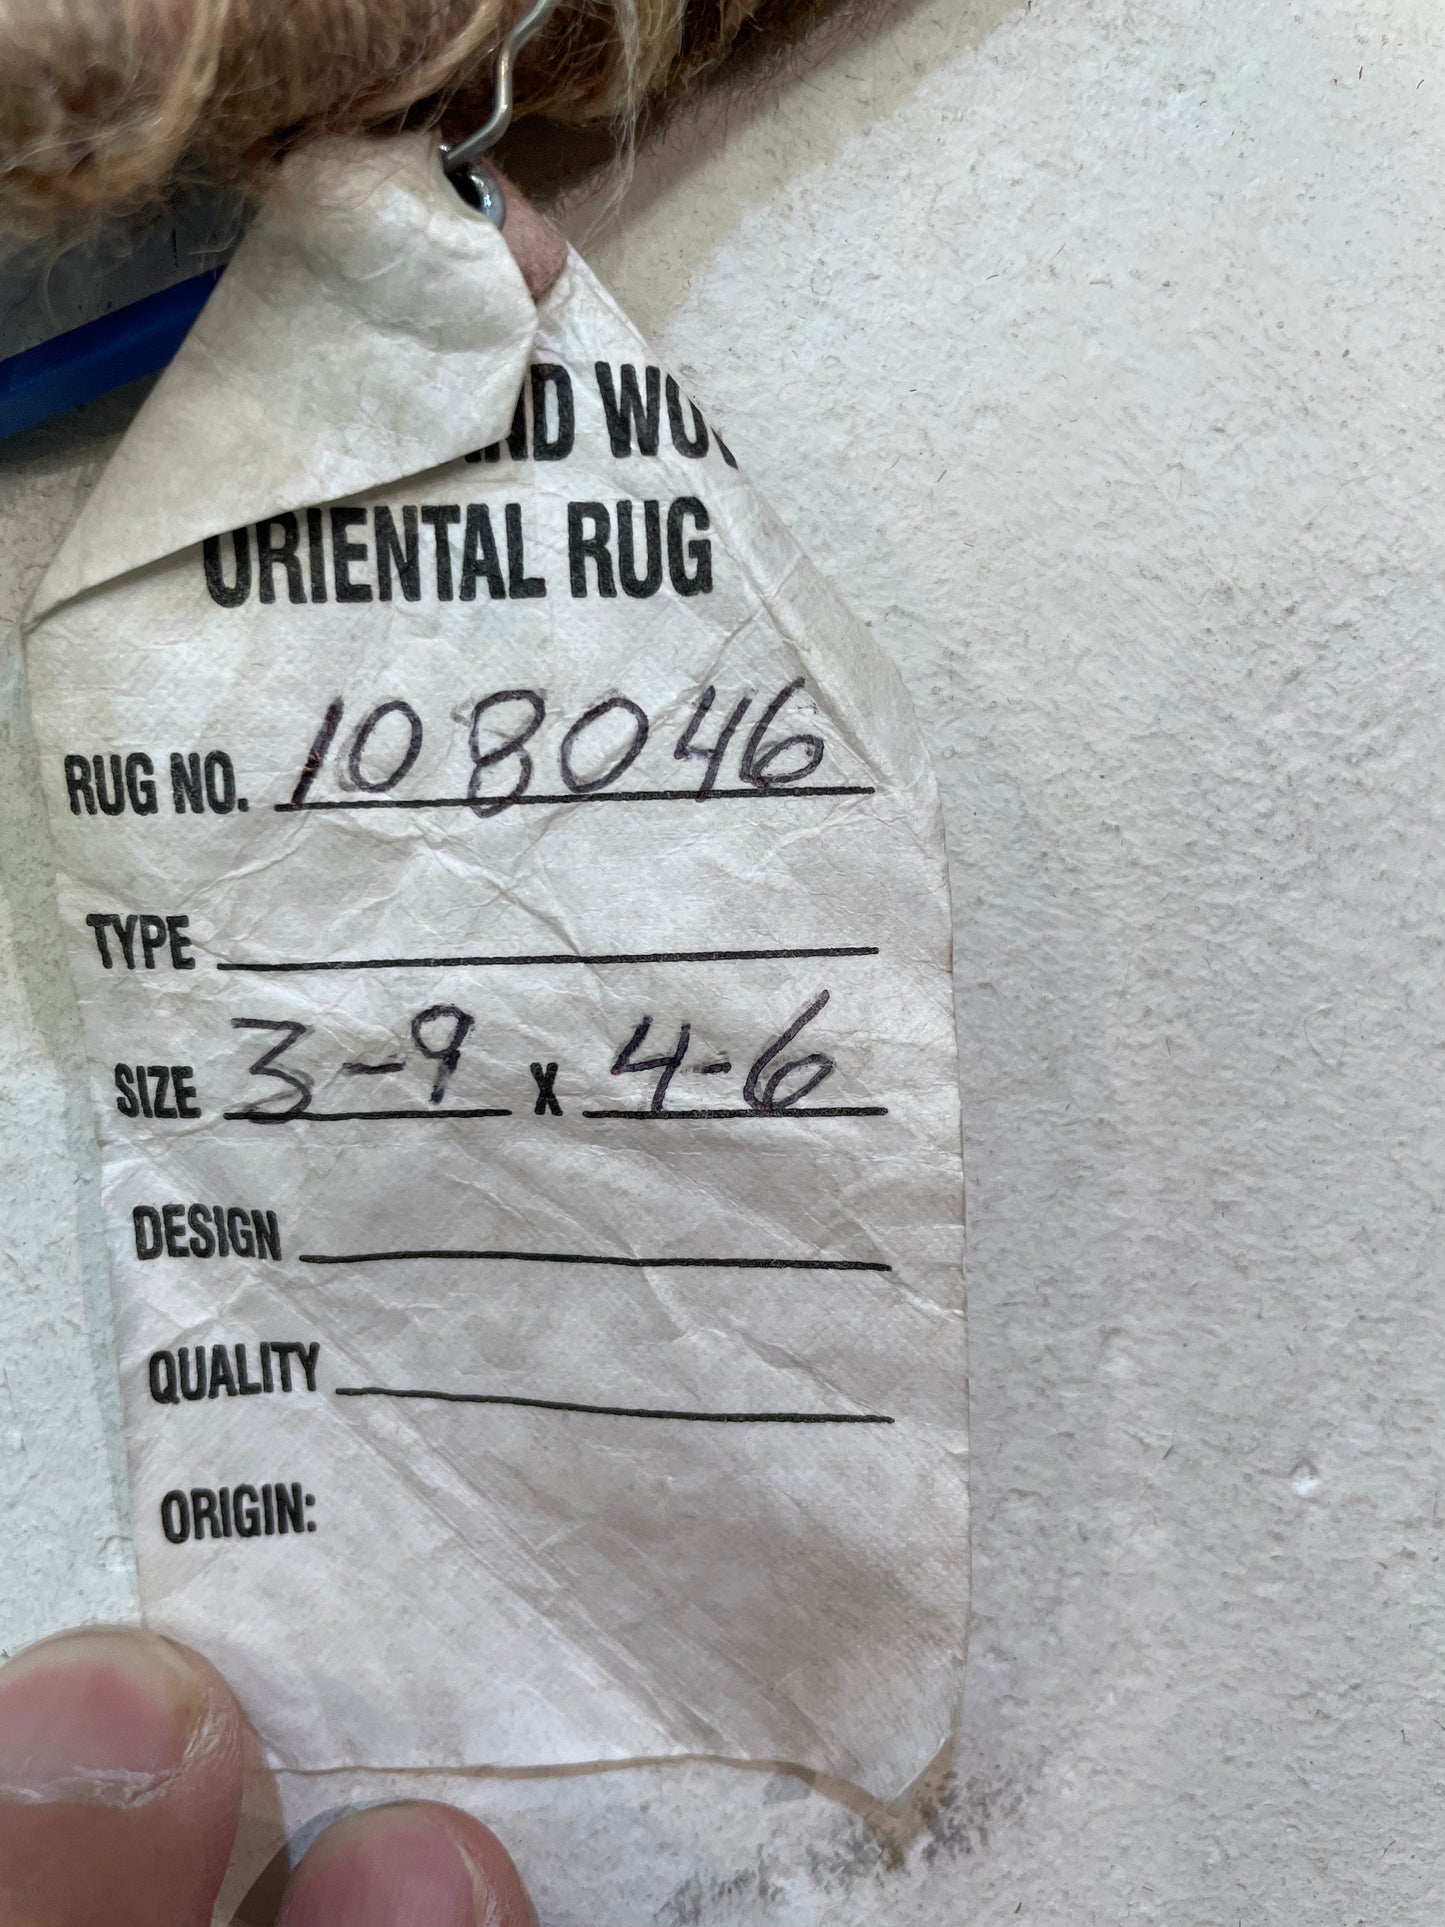 ORIENTAL RUG
RUG NO. 108046
TYPE
SIZE 3-9 X 4-6
DESIGN
QUALITY
ORIGIN: